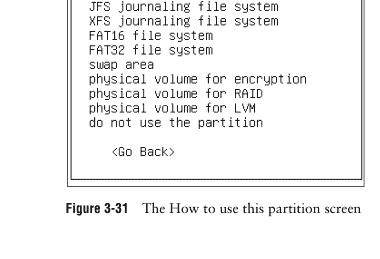 JFS journaling file system
XFS journaling file system
FAT16 file system
FAT32 file system
swap area
physical volume for encryption
physical volume for RAID
physical volume for LVM
do not use the partition
<Go Back>
Figure 3-31 The How to use this partition screen